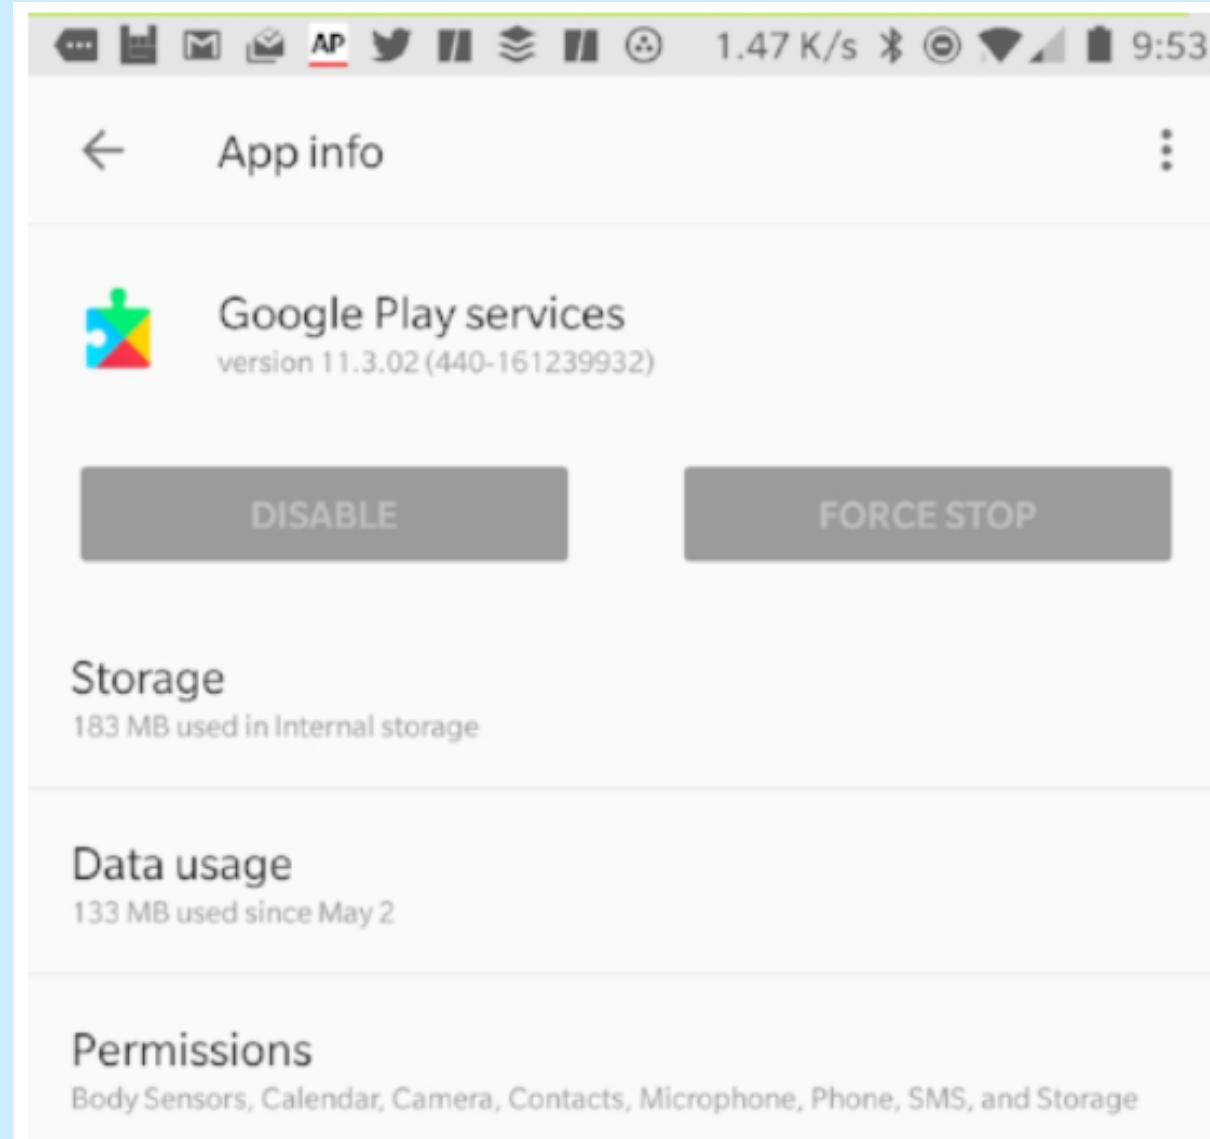 AP 1.47 K/s 9:53
App info
Google Play services
version 11.3.02 (440-161239932)
DISABLE FORCE STOP
Storage
183 MB used in Internal storage
Data usage
133 MB used since May 2
Permissions
Body Sensors, Calendar, Camera, Contacts, Microphone, Phone, SMS, and Storage